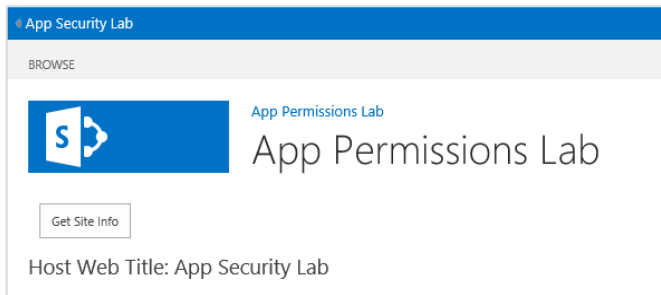 App Security Lab
BROWSE
S
App Permissions Lab
App Permissions Lab
Get Site Info
Host Web Title: App Security Lab